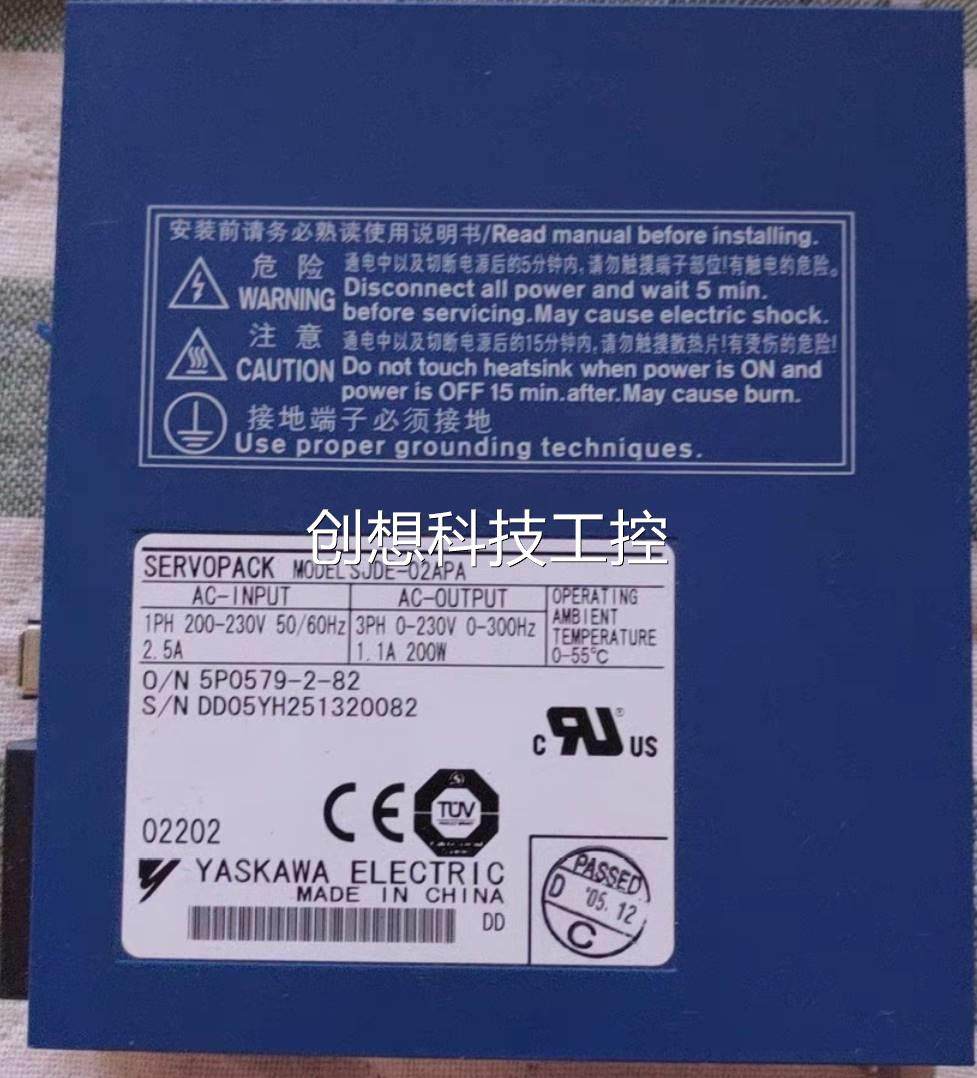 安装前请务必熟读使用说明书/Read manual before installing.
危 险 通电中以及切断电源后的5分钟内,请勿触摸端子部位!有触电的危险。
WARNING Disconnect all power and wait 5 min.
before servicing.May cause electric shock.
注 意 通电中以及切断电源后的15分钟内,请勿触摸散热片!有烫伤的危险!
CAUTION Do not touch heatsink when power is ON and
power is OFF 15 min.after.May cause burn.
接地端子必须接地
Use proper grounding techniques.
创想科技工控
SERVOPACK MODEL SJDE-02APA
AC-INPUT AC-OUTPUT OPERATING
AMBIENT
TEMPERATURE
0-55℃
1PH 200-230V 50/60Hz 3PH 0-230V 0-300Hz
2.5A 1.1A 200W
O/N 5P0579-2-82
S/N DD05YH251320082
C RU ® US
CE TÜV
02202
YASKAWA ELECTRIC
MADE IN CHINA
DD
PASSED
D '05.12
C